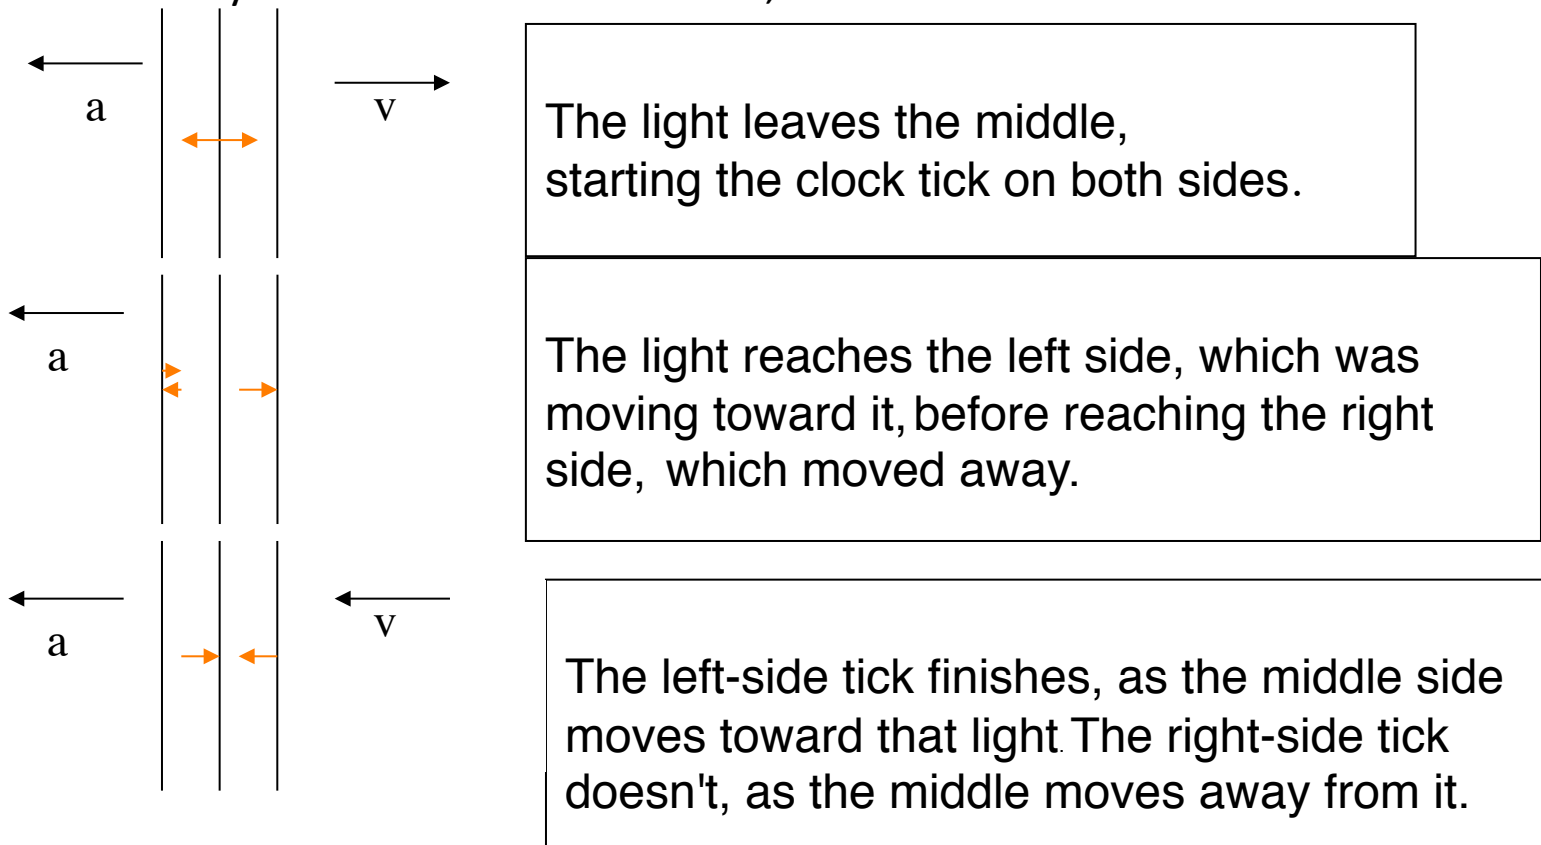 a
v
The light leaves the middle,
starting the clock tick on both sides.
a
The light reaches the left side, which was
moving toward it, before reaching the right
side, which moved away.
a
v
The left-side tick finishes, as the middle side
moves toward that light. The right-side tick
doesn't, as the middle moves away from it.